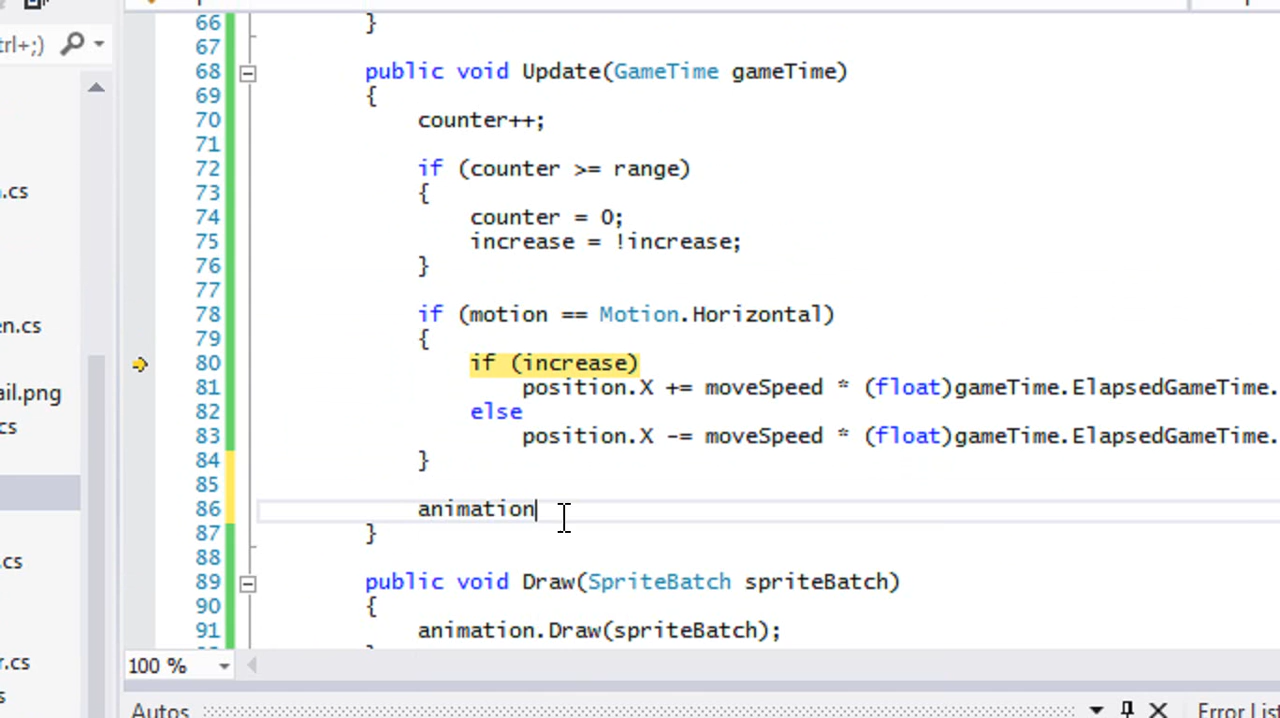 trl+;)
.cs
en.cs
ail.png
cs
.cs
r.cs
s
66 }
67
68 public void Update(GameTime gameTime)
69 {
70 counter++;
71
72 if (counter >= range)
73 {
74 counter = 0;
75 increase = !increase;
76 }
77
78 if (motion == Motion.Horizontal)
79 {
80 if (increase)
81 position.X += moveSpeed * (float)gameTime.ElapsedGameTime.
82 else
83 position.X -= moveSpeed * (float)gameTime.ElapsedGameTime.
84 }
85
86 animation
87 }
88
89 public void Draw(SpriteBatch spriteBatch)
90 {
91 animation.Draw(spriteBatch);
100 %
Autos
Error List